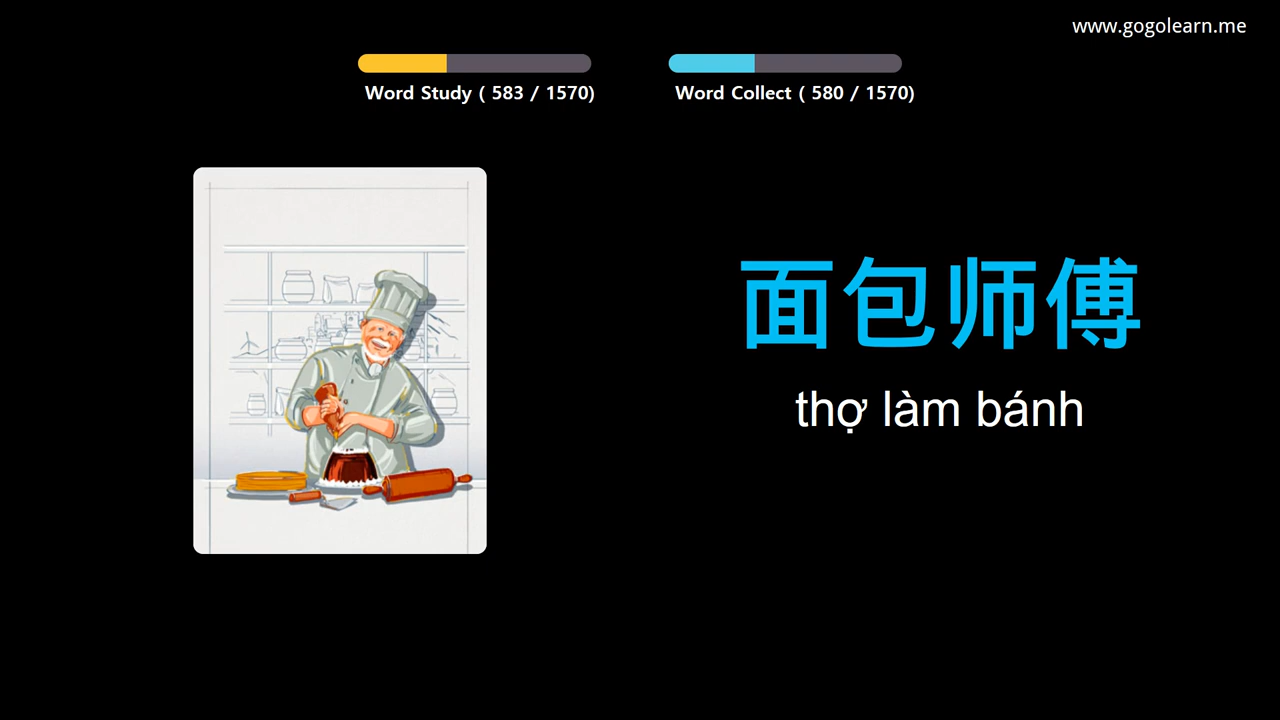 www.gogolearn.me
Word Study ( 583 / 1570)
Word Collect ( 580 / 1570)
面包师傅
thợ làm bánh